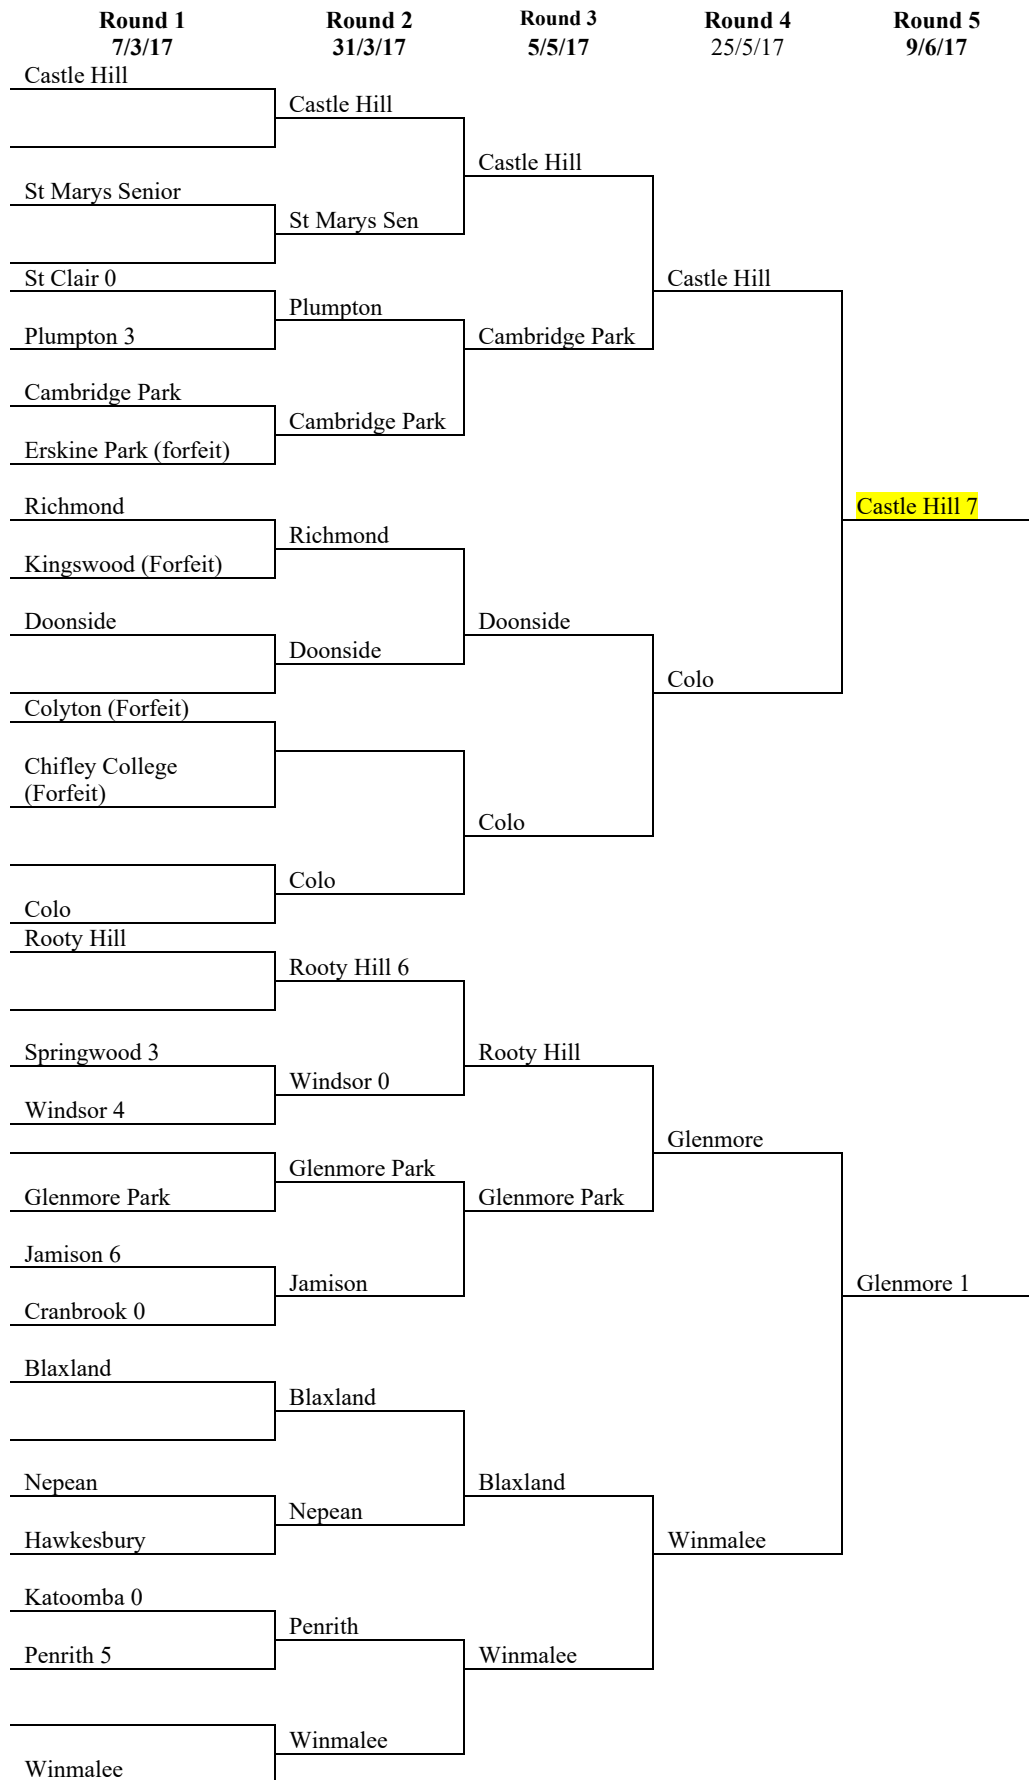 Round 1 Round 2 Round 3 Round 4 Round 5
7/3/17 31/3/17 5/5/17 25/5/17 9/6/17
Castle Hill
Castle Hill
Castle Hill
St Marys Senior
St Marys Sen
St Clair 0
Castle Hill
Plumpton
Plumpton 3
Cambridge Park
Cambridge Park
Cambridge Park
Erskine Park (forfeit)
Richmond
Castle Hill 7
Richmond
Kingswood (Forfeit)
Doonside
Doonside
Doonside
Colo
Colyton (Forfeit)
Chifley College
(Forfeit)
Colo
Colo
Colo
Rooty Hill
Rooty Hill 6
Springwood 3
Rooty Hill
Windsor 0
Windsor 4
Glenmore
Glenmore Park
Glenmore Park
Glenmore Park
Jamison 6
Jamison
Glenmore 1
Cranbrook 0
Blaxland
Blaxland
Nepean
Blaxland
Nepean
Hawkesbury
Winmalee
Katoomba 0
Penrith
Penrith 5
Winmalee
Winmalee
Winmalee